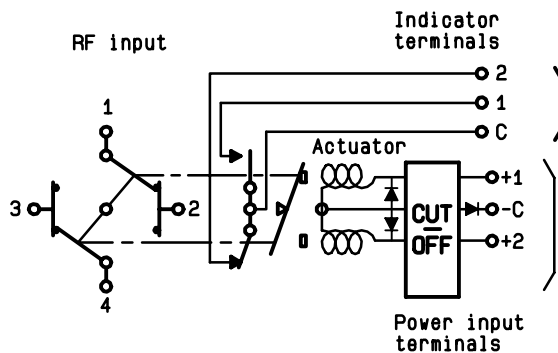 Indicator
terminals
RF input
2
1
C
1
Actuator
3
2
4
CUT
OFF
+1
-C
+2
Power input
terminals